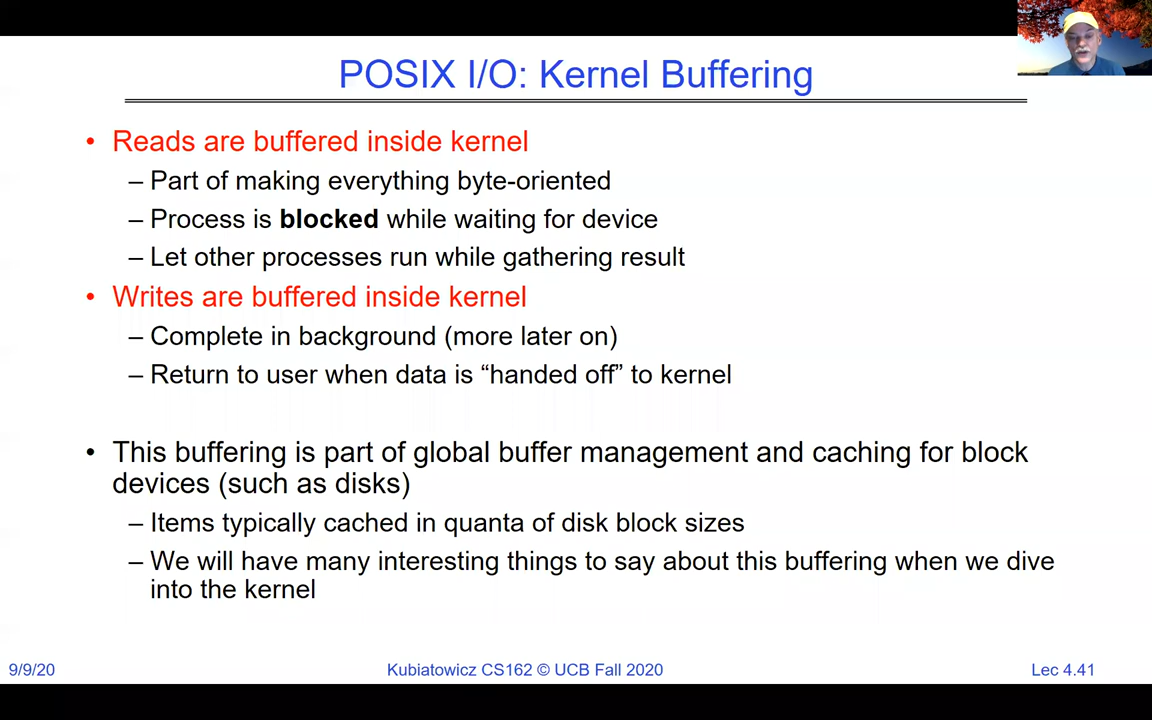 POSIX I/O: Kernel Buffering
• Reads are buffered inside kernel
– Part of making everything byte-oriented
– Process is blocked while waiting for device
– Let other processes run while gathering result
• Writes are buffered inside kernel
– Complete in background (more later on)
– Return to user when data is “handed off” to kernel
• This buffering is part of global buffer management and caching for block
devices (such as disks)
– Items typically cached in quanta of disk block sizes
– We will have many interesting things to say about this buffering when we dive
into the kernel
9/9/20
Kubiatowicz CS162 © UCB Fall 2020
Lec 4.41